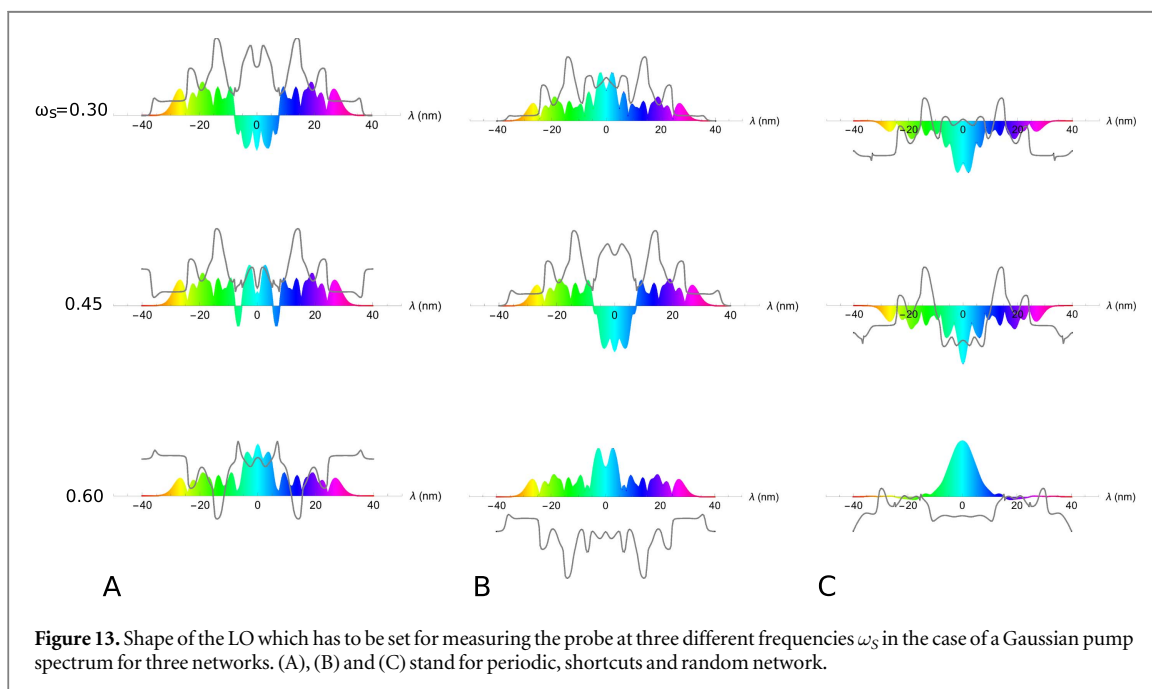 ωS=0.30
−40 −20 0 20 40 λ (nm)
−40 −20 0 20 40 λ (nm)
−40 −20 0 20 40 λ (nm)
0.45
−40 −20 0 20 40 λ (nm)
−40 −20 0 20 40 λ (nm)
−40 −20 0 20 40 λ (nm)
0.60
−40 −20 0 20 40 λ (nm)
−40 −20 0 20 40 λ (nm)
−40 −20 0 20 40 λ (nm)
A B C
Figure 13. Shape of the LO which has to be set for measuring the probe at three different frequencies ωS in the case of a Gaussian pump
spectrum for three networks. (A), (B) and (C) stand for periodic, shortcuts and random network.